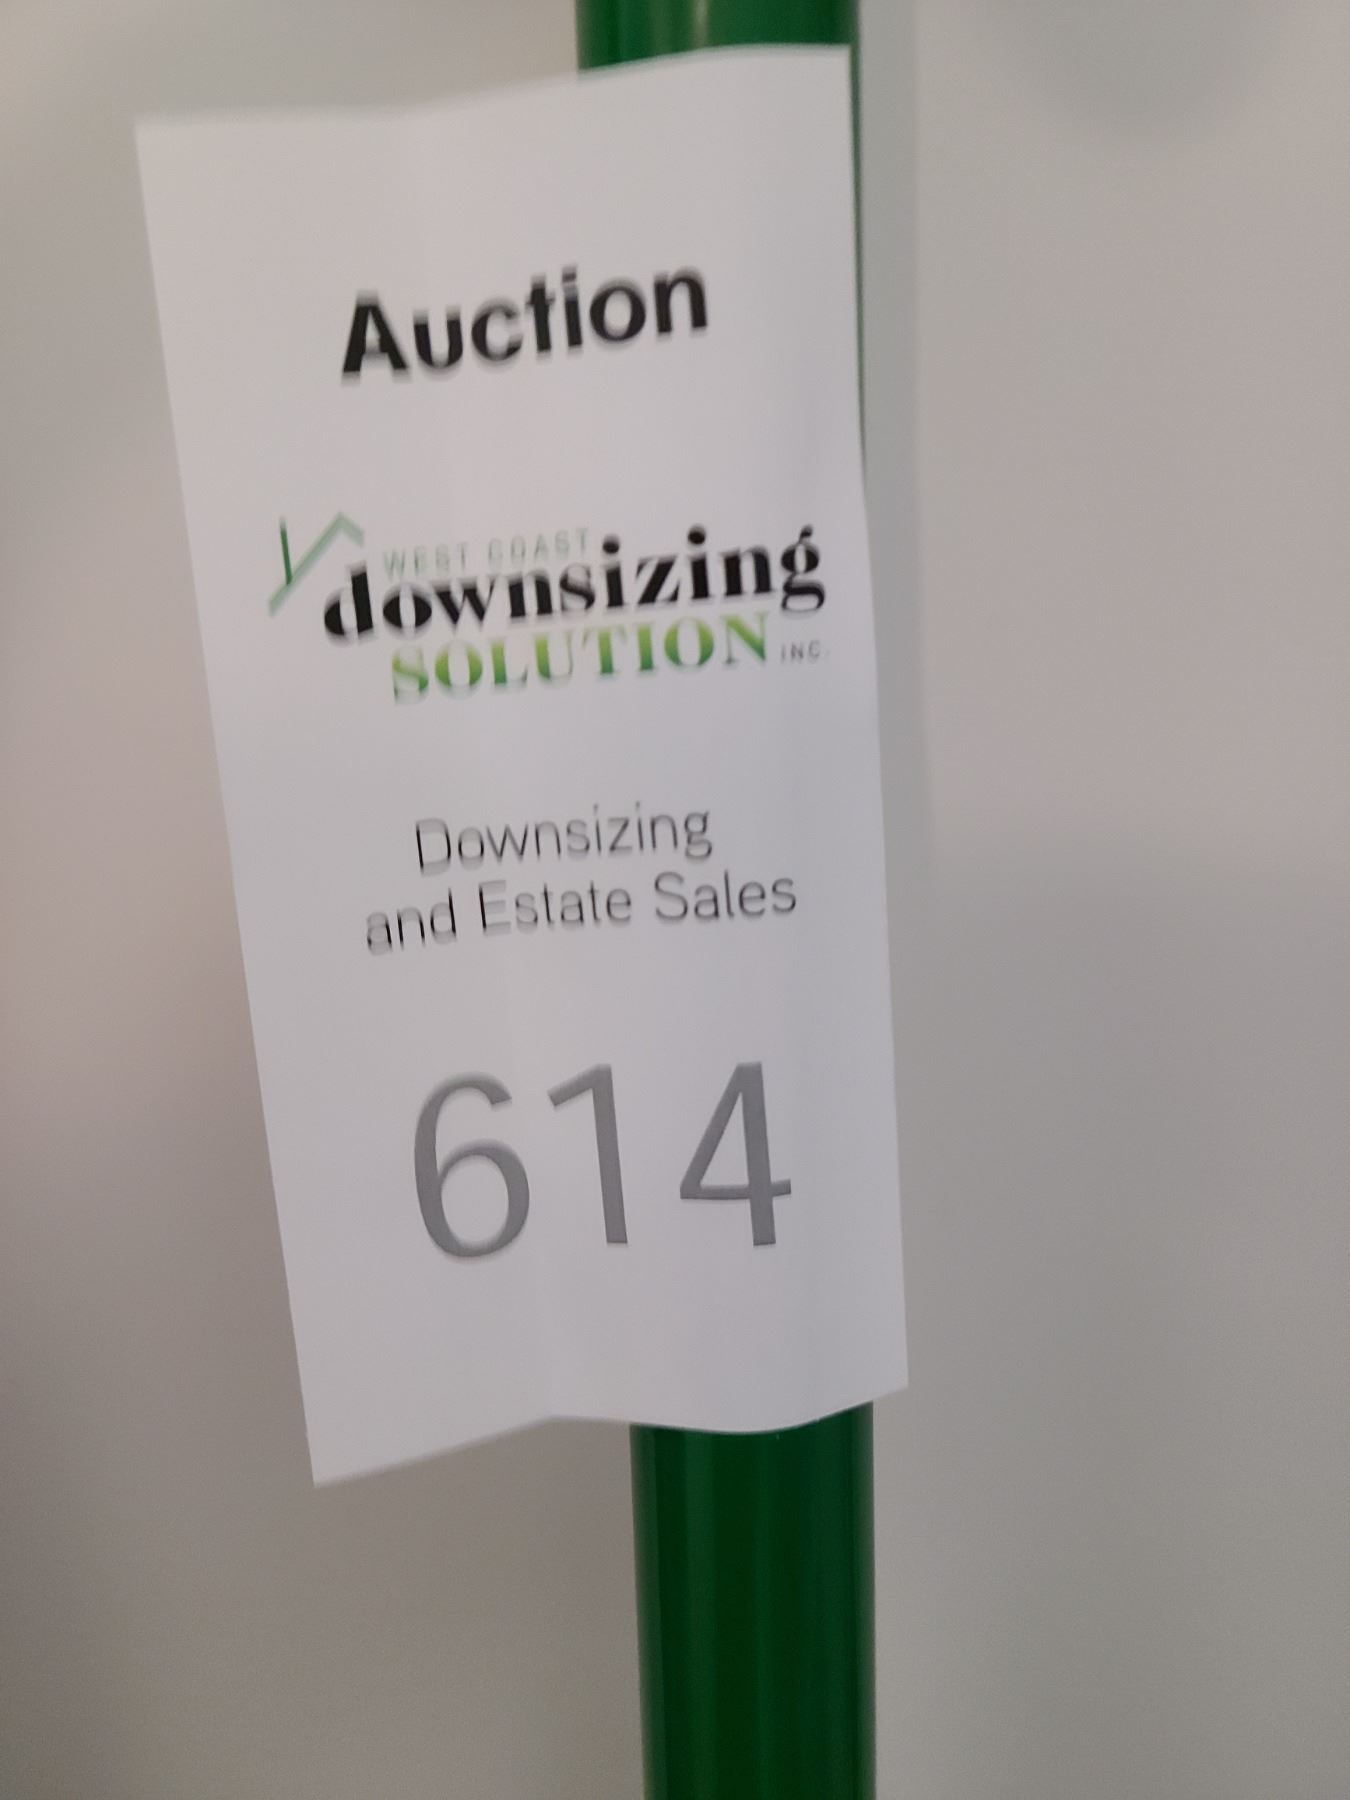 Auction
WEST COAST
downsizing
SOLUTION INC.
Downsizing
and Estate Sales
614